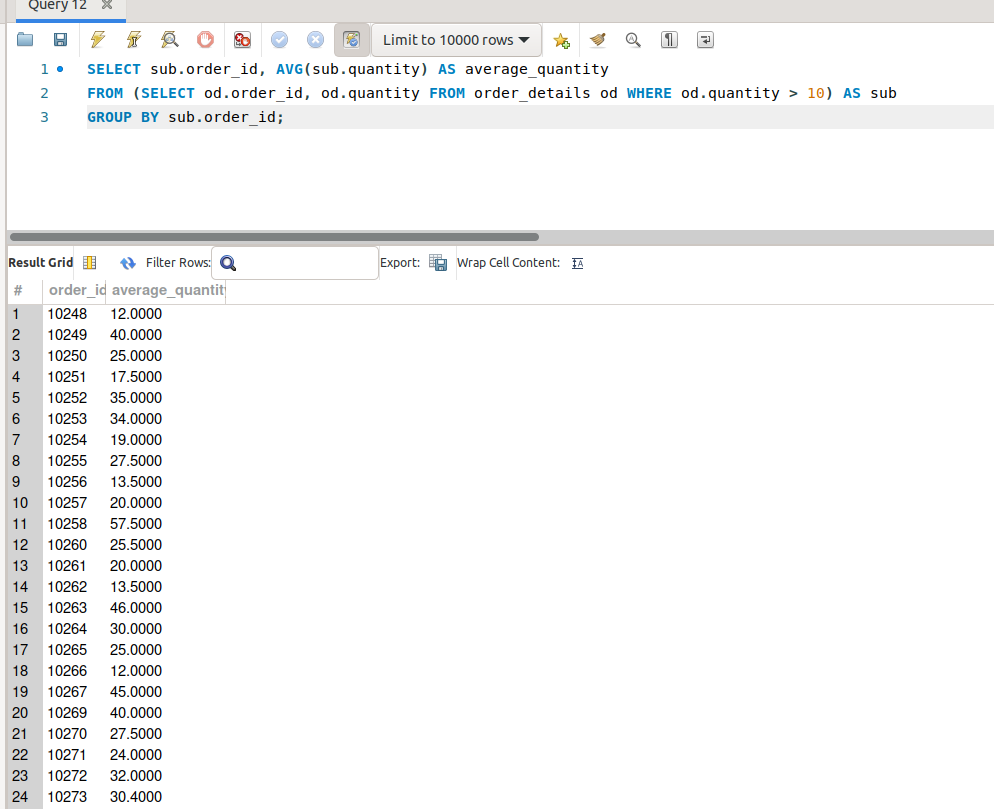 Query 12
Limit to 10000 rows
1 SELECT sub.order_id, AVG(sub.quantity) AS average_quantity
2 FROM (SELECT od.order_id, od.quantity FROM order_details od WHERE od.quantity > 10) AS sub
3 GROUP BY sub.order_id;
Result Grid Filter Rows: Export: Wrap Cell Content:
# order_id average_quantity
1 10248 12.0000
2 10249 40.0000
3 10250 25.0000
4 10251 17.5000
5 10252 35.0000
6 10253 34.0000
7 10254 19.0000
8 10255 27.5000
9 10256 13.5000
10 10257 20.0000
11 10258 57.5000
12 10260 25.5000
13 10261 20.0000
14 10262 13.5000
15 10263 46.0000
16 10264 30.0000
17 10265 25.0000
18 10266 12.0000
19 10267 45.0000
20 10269 40.0000
21 10270 27.5000
22 10271 24.0000
23 10272 32.0000
24 10273 30.4000